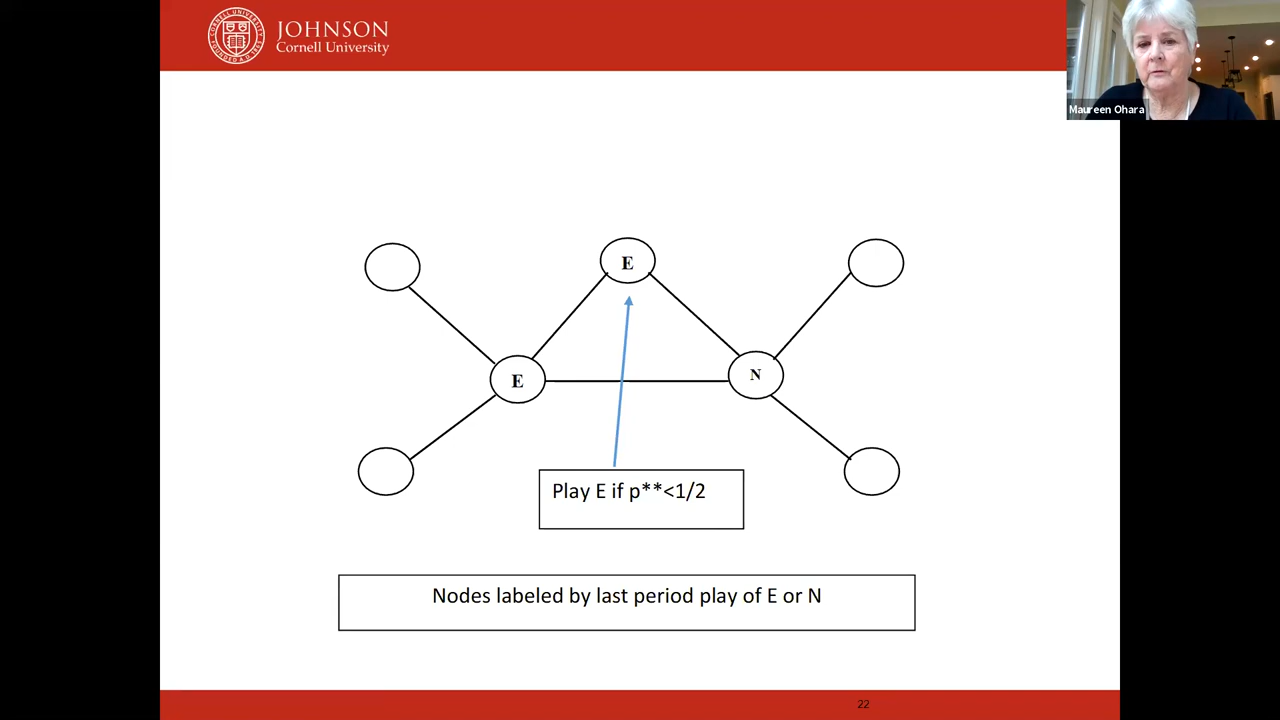 JOHNSON
Cornell University
Maureen Ohara
E
E
N
Play E if p**<1/2
Nodes labeled by last period play of E or N
22